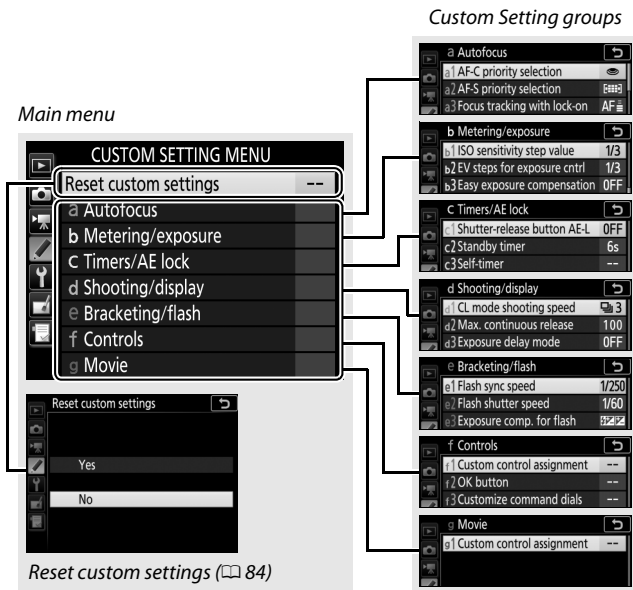 Custom Setting groups
Main menu
CUSTOM SETTING MENU
Reset custom settings --
a Autofocus
b Metering/exposure
c Timers/AE lock
d Shooting/display
e Bracketing/flash
f Controls
g Movie
Reset custom settings
Yes
No
Reset custom settings (84)
a Autofocus
a1 AF-C priority selection
a2 AF-S priority selection
a3 Focus tracking with lock-on AF
b Metering/exposure
b1 ISO sensitivity step value 1/3
b2 EV steps for exposure cntrl 1/3
b3 Easy exposure compensation OFF
c Timers/AE lock
c1 Shutter-release button AE-L OFF
c2 Standby timer 6s
c3 Self-timer --
d Shooting/display
d1 CL mode shooting speed 3
d2 Max. continuous release 100
d3 Exposure delay mode OFF
e Bracketing/flash
e1 Flash sync speed 1/250
e2 Flash shutter speed 1/60
e3 Exposure comp. for flash
f Controls
f1 Custom control assignment --
f2 OK button --
f3 Customize command dials --
g Movie
g1 Custom control assignment --